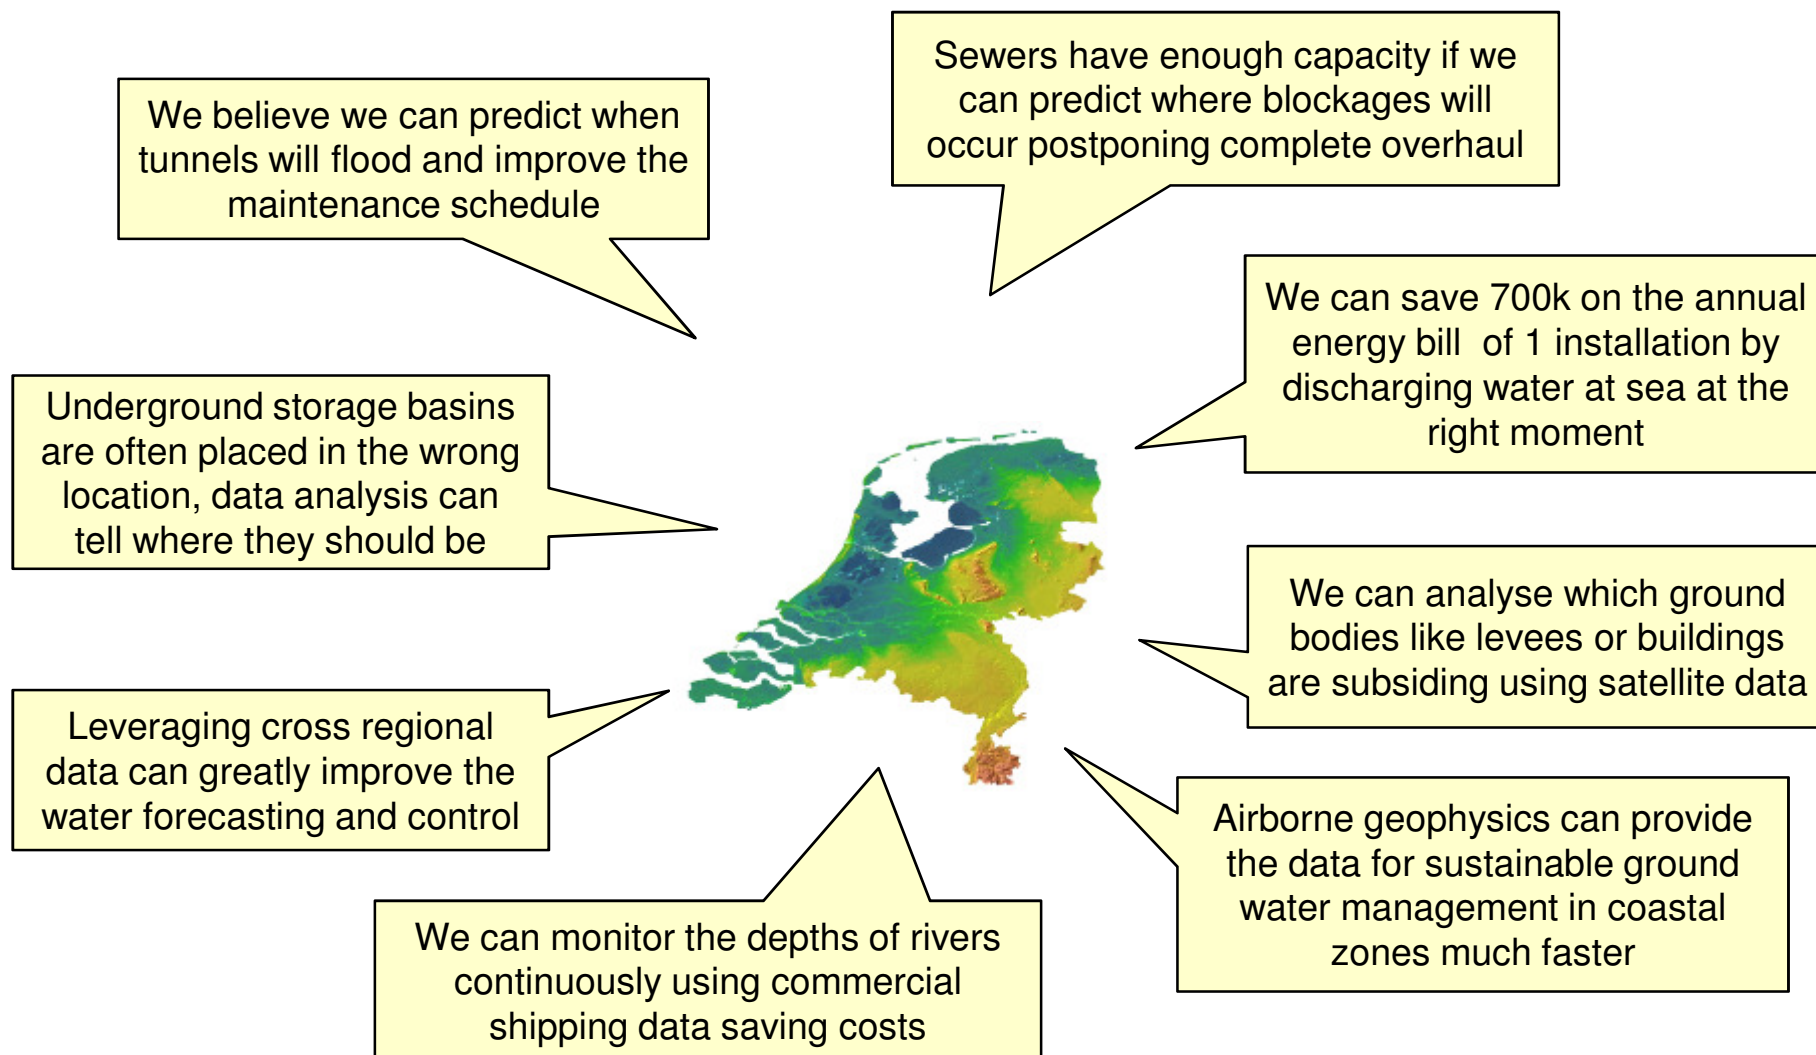 We believe we can predict when
tunnels will flood and improve the
maintenance schedule
Sewers have enough capacity if we
can predict where blockages will
occur postponing complete overhaul
We can save 700k on the annual
energy bill  of 1 installation by
discharging water at sea at the
right moment
Underground storage basins
are often placed in the wrong
location, data analysis can
tell where they should be
We can analyse which ground
bodies like levees or buildings
are subsiding using satellite data
Leveraging cross regional
data can greatly improve the
water forecasting and control
Airborne geophysics can provide
the data for sustainable ground
water management in coastal
zones much faster
We can monitor the depths of rivers
continuously using commercial
shipping data saving costs